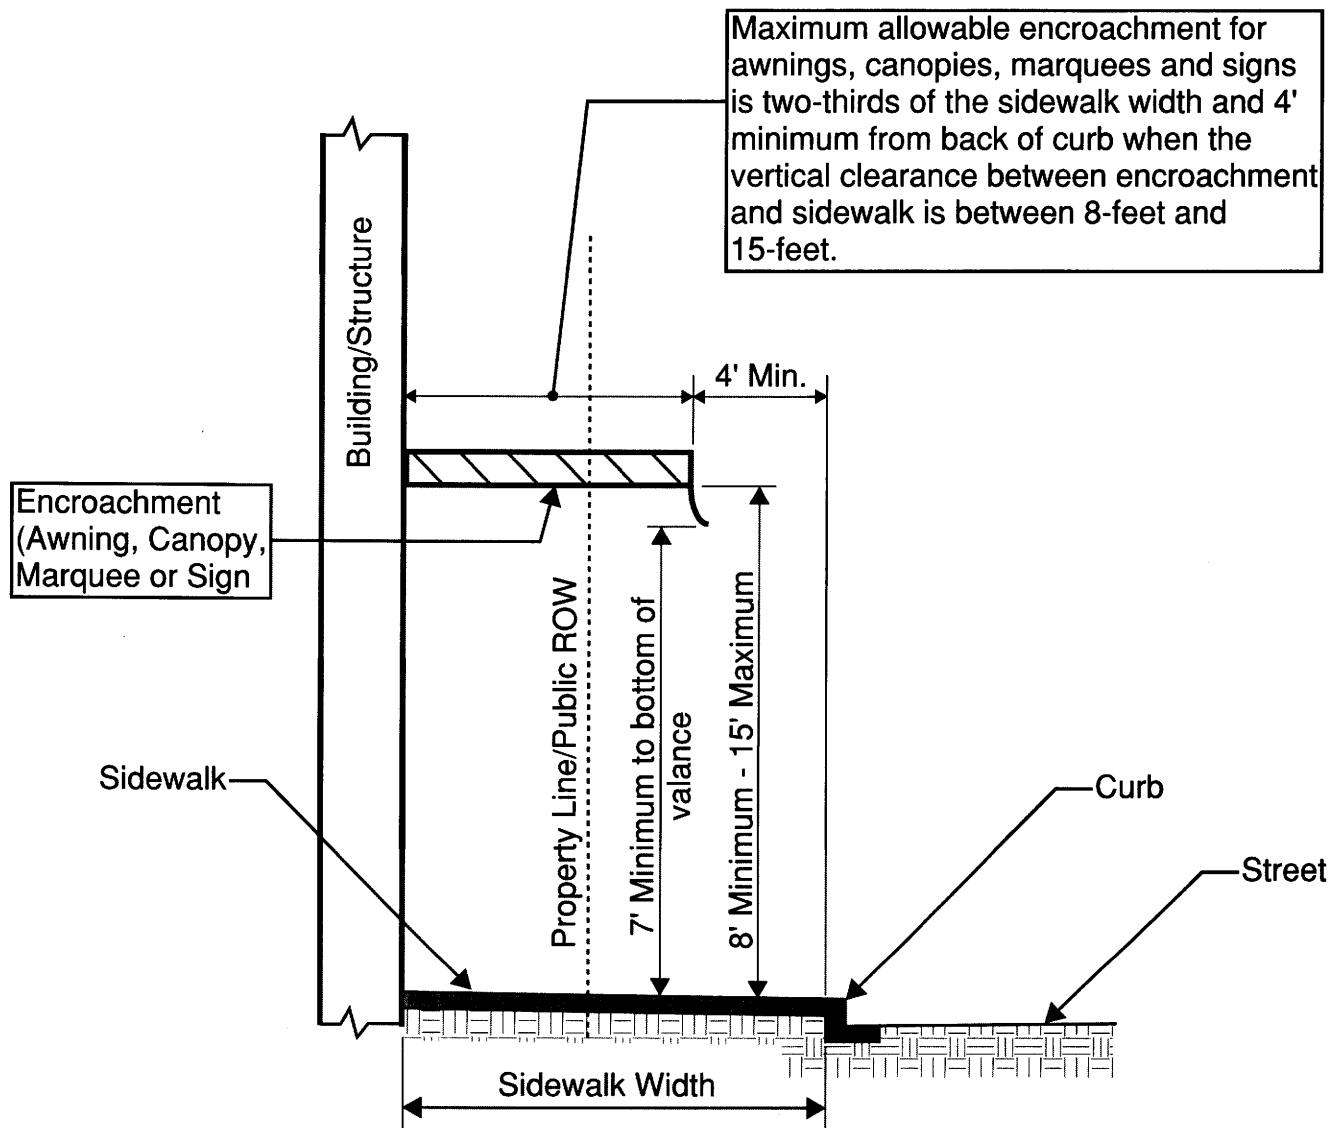 Maximum allowable encroachment for
awnings, canopies, marquees and signs
is two-thirds of the sidewalk width and 4'
minimum from back of curb when the
vertical clearance between encroachment
and sidewalk is between 8-feet and
15-feet.
Building/Structure
4' Min.
Encroachment
(Awning, Canopy,
Marquee or Sign
Property Line/Public ROW
7' Minimum to bottom of
valance
8' Minimum - 15' Maximum
Sidewalk
Curb
Street
Sidewalk Width